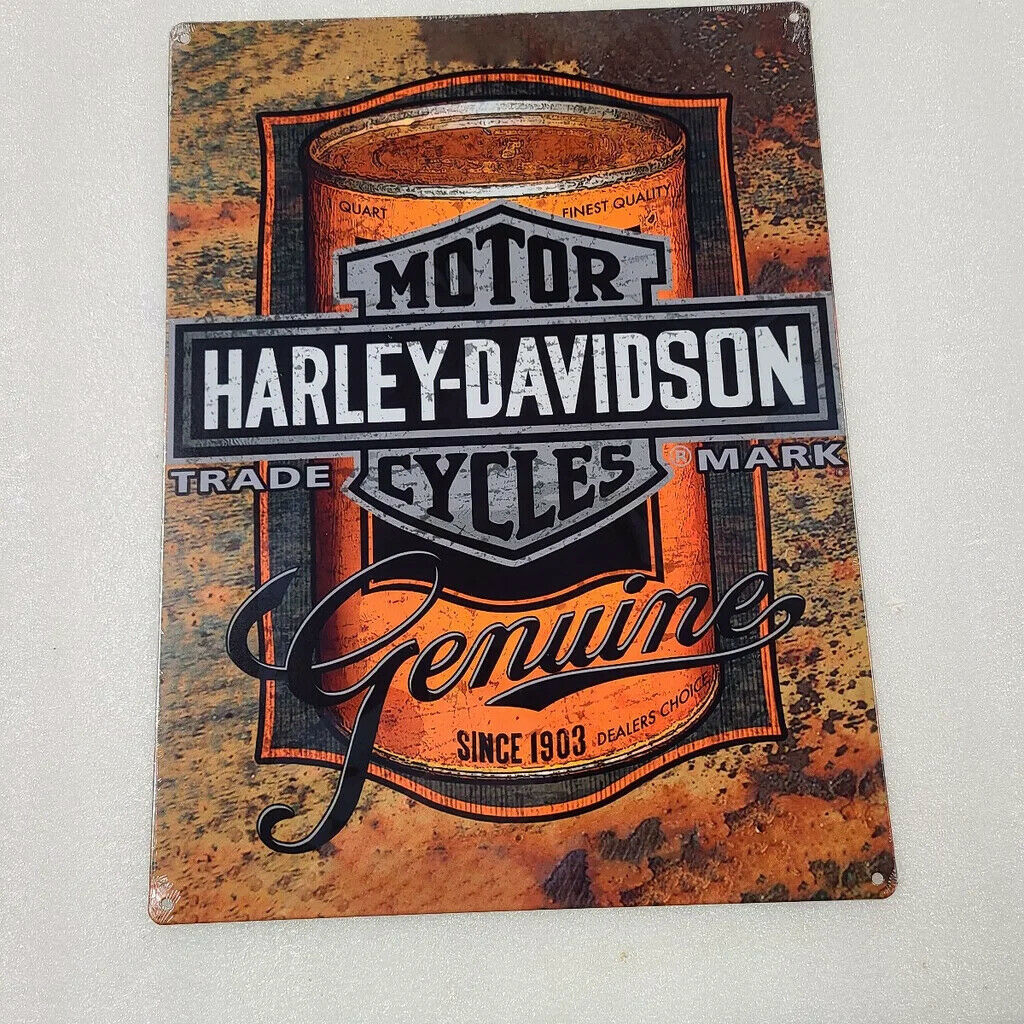 QUART FINEST QUALITY
MOTOR
HARLEY-DAVIDSON
CYCLES
TRADE ® MARK
Genuine
SINCE 1903 DEALERS CHOICE